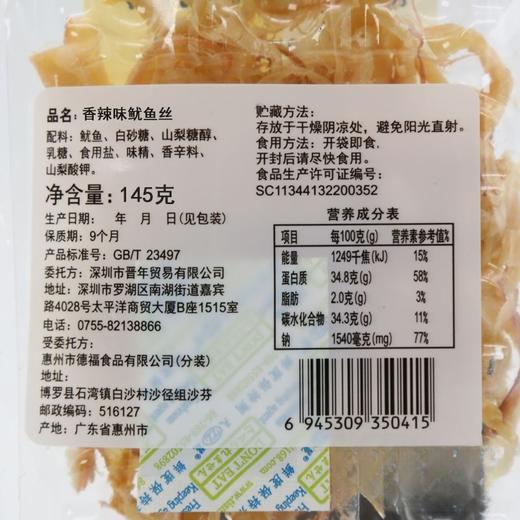 品名：香辣味鱿鱼丝
配料：鱿鱼、白砂糖、山梨糖醇、
乳糖、食用盐、味精、香辛料、
山梨酸钾。
净含量：145克
生产日期： 年 月 日(见包装)
保质期：9个月
产品标准号：GB/T 23497
委托方：深圳市晋年贸易有限公司
地址：深圳市罗湖区南湖街道嘉宾
路4028号太平洋商贸大厦B座1515室
电话：0755-82138866
受委托方：
惠州市德福食品有限公司(分装)
地址：
博罗县石湾镇白沙村沙径组沙芬
邮政编码：516127
产地：广东省惠州市
贮藏方法：
存放于干燥阴凉处，避免阳光直射。
食用方法：开袋即食，
开封后请尽快食用。
食品生产许可证编号：
SC11344132200352
营养成分表
项目 每100克(g) 营养素参考值%
能量 1249千焦(kJ) 15%
蛋白质 34.8克(g) 58%
脂肪 2.0克(g) 3%
碳水化合物 34.3克(g) 11%
钠 1540毫克(mg) 77%
6 945309 350415
DON'T EAT
鲜度保持
Keeping